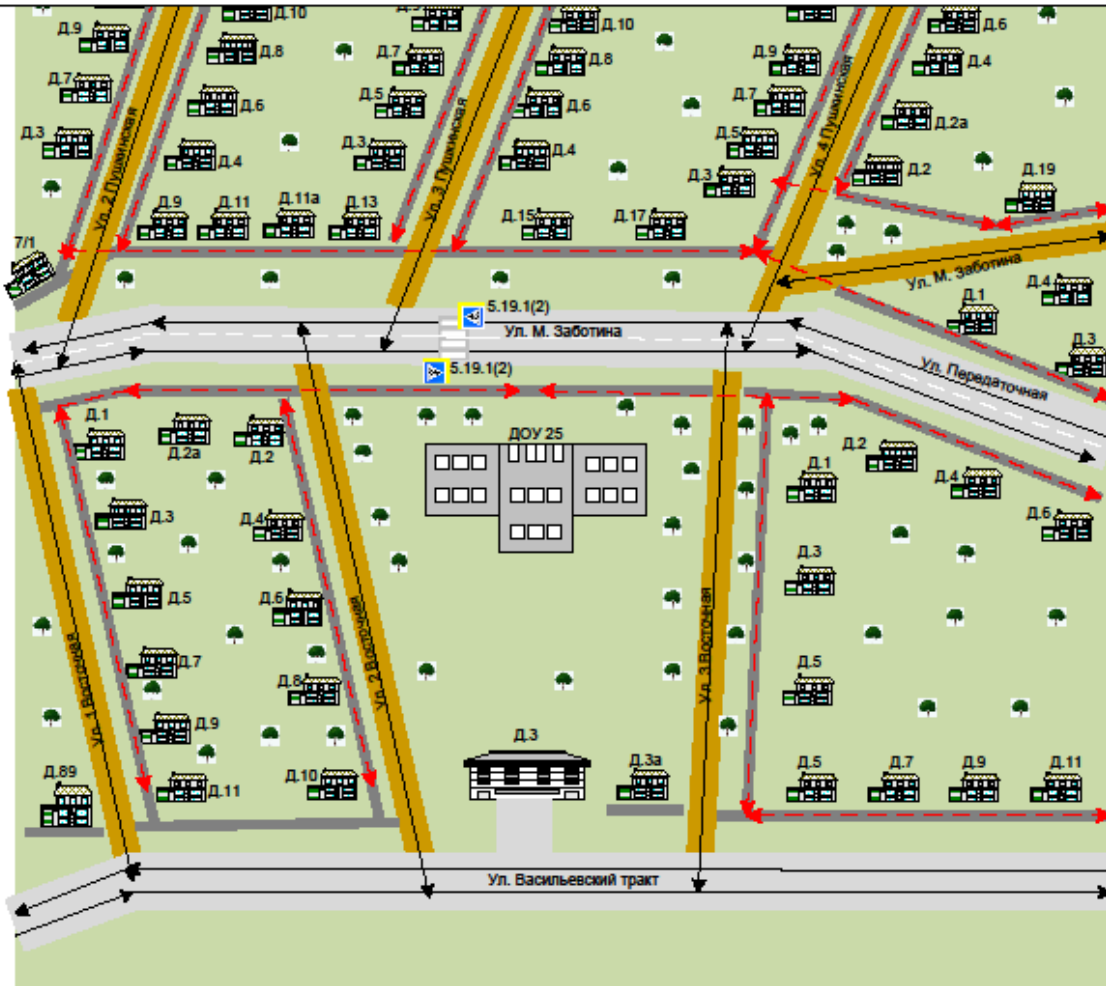 Д.10
Д.10
Д.9
Д.6
Д.8
Д.7
Д.8
Д.9
Д.4
Д.7
Д.6
Д.5
Д.6
Д.7
Д.2а
Д.3
Д.4
Д.3
Д.4
Д.5
Д.3
Д.2
Д.19
Ул. 2 Пушкинская
Ул. 3 Пушкинская
Ул. 4 Пушкинская
Д.9
Д.11
Д.11а
Д.13
Д.15
Д.17
7/1
Ул. М. Заботина
Д.4
Д.1
Д.3
5.19.1(2)
Ул. М. Заботина
5.19.1(2)
Ул. Передаточная
Д.1
Д.2а
Д.2
ДОУ 25
Д.2
Д.1
Д.4
Д.6
Д.3
Д.4
Д.3
Д.5
Д.6
Д.7
Д.8
Д.5
Д.9
Ул. 1 Восточная
Ул. 2 Восточная
Ул. 3 Восточная
Д.89
Д.11
Д.10
Д.3
Д.3а
Д.5
Д.7
Д.9
Д.11
Ул. Васильевский тракт